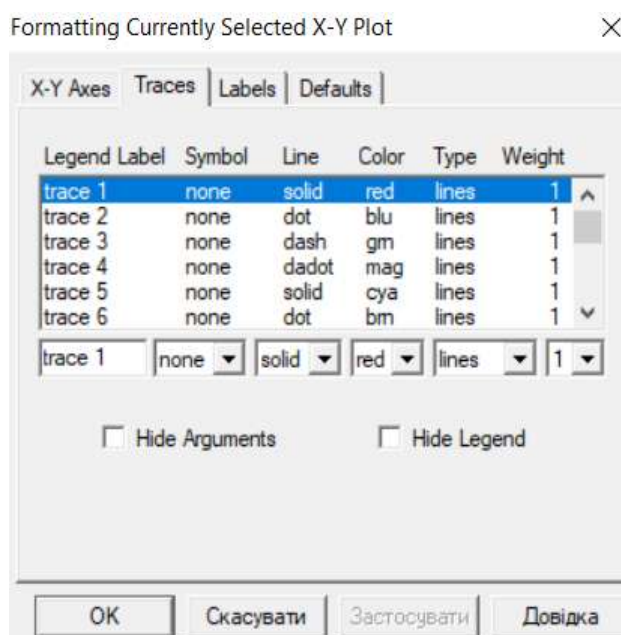 Formatting Currently Selected X-Y Plot
X-Y Axes Traces Labels Defaults
Legend Label Symbol Line Color Type Weight
trace 1 none solid red lines 1
trace 2 none dot blu lines 1
trace 3 none dash grn lines 1
trace 4 none dadot mag lines 1
trace 5 none solid cya lines 1
trace 6 none dot brn lines 1
trace 1 none solid red lines 1
Hide Arguments Hide Legend
OK Скасувати Застосувати Довідка